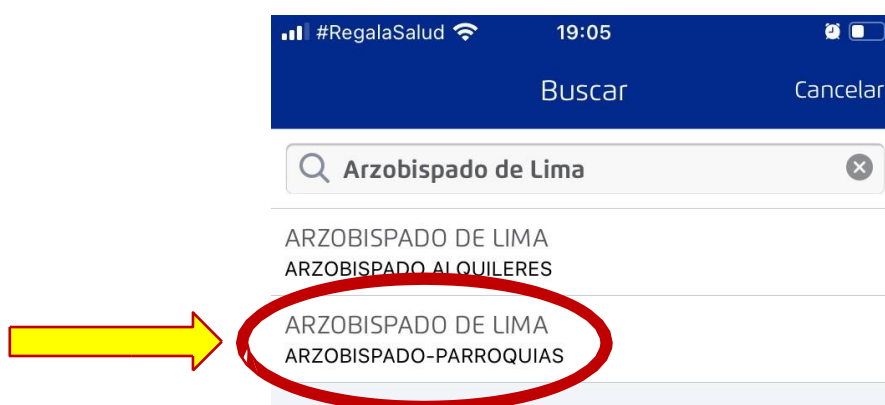 #RegalaSalud 19:05
Buscar Cancelar
Arzobispado de Lima
ARZOBISPADO DE LIMA
ARZOBISPADO ALQUILERES
ARZOBISPADO DE LIMA
ARZOBISPADO-PARROQUIAS